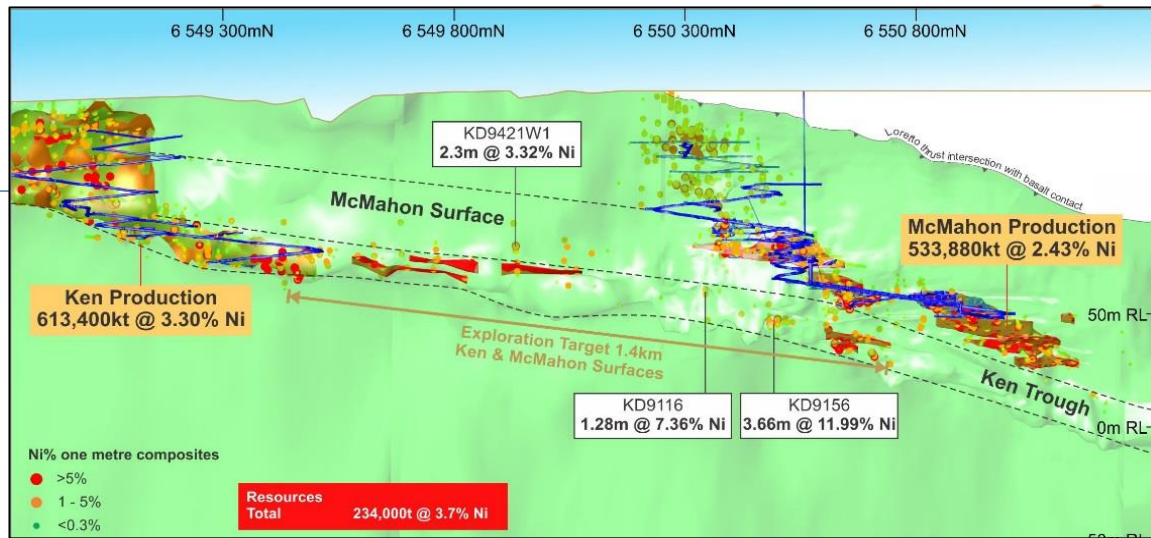 6 549 300mN
6 549 800mN
6 550 300mN
6 550 800mN
KD9421W1
2.3m @ 3.32% Ni
Loretto thrust intersection with basalt contact
McMahon Surface
McMahon Production
533,880kt @ 2.43% Ni
Ken Production
613,400kt @ 3.30% Ni
50m RL
Exploration Target 1.4km
Ken & McMahon Surfaces
Ken Trough
KD9116
1.28m @ 7.36% Ni
KD9156
3.66m @ 11.99% Ni
0m RL
Ni% one metre composites
>5%
1 - 5%
<0.3%
Resources
Total 234,000t @ 3.7% Ni